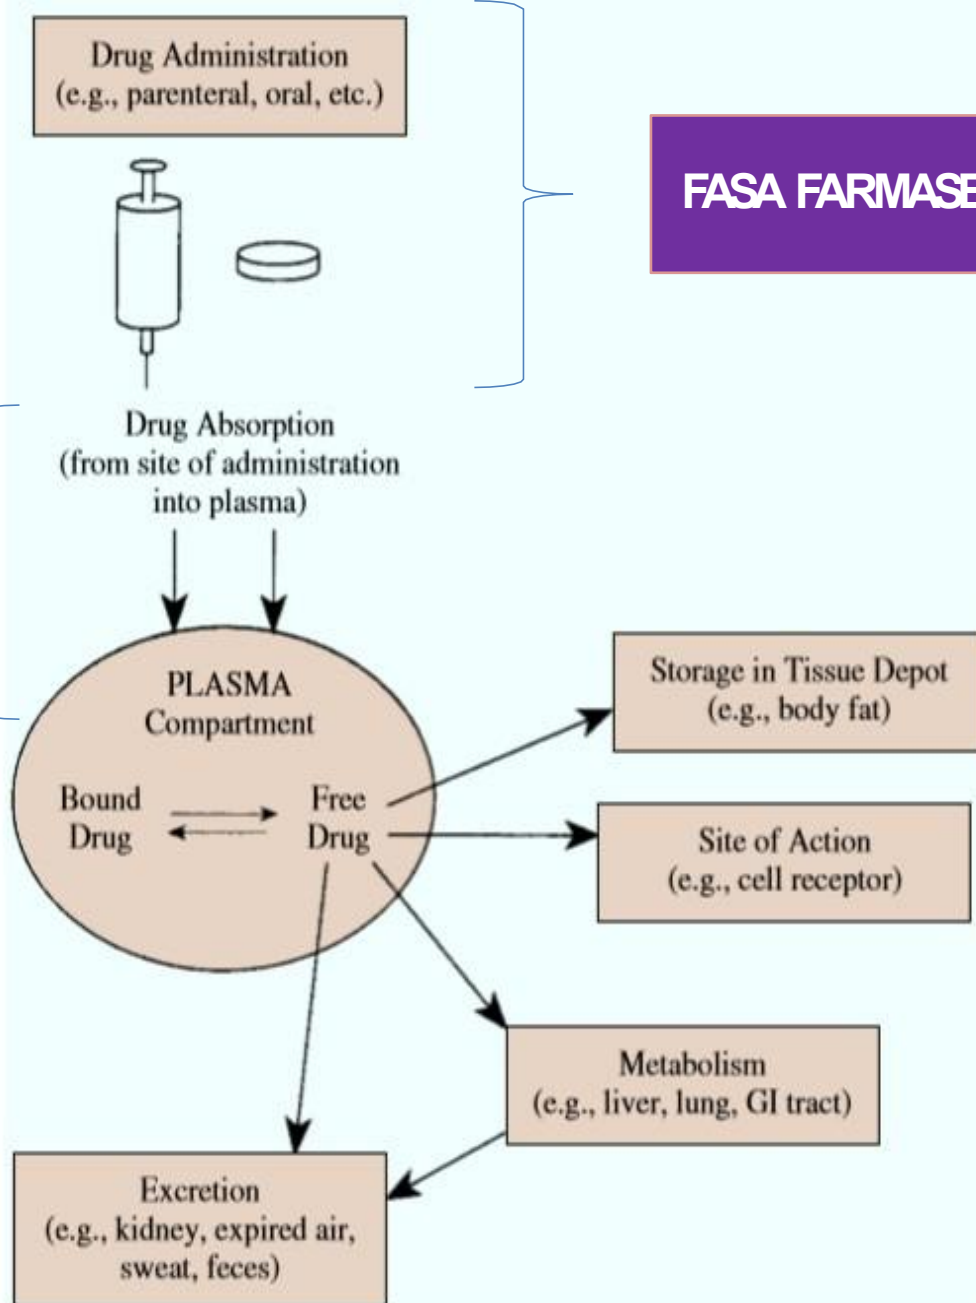 Drug Administration
(e.g., parenteral, oral, etc.)
FASA FARMASE
Drug Absorption
(from site of administration
into plasma)
PLASMA
Compartment
Bound
Drug
Free
Drug
Storage in Tissue Depot
(e.g., body fat)
Site of Action
(e.g., cell receptor)
Metabolism
(e.g., liver, lung, GI tract)
Excretion
(e.g., kidney, expired air,
sweat, feces)